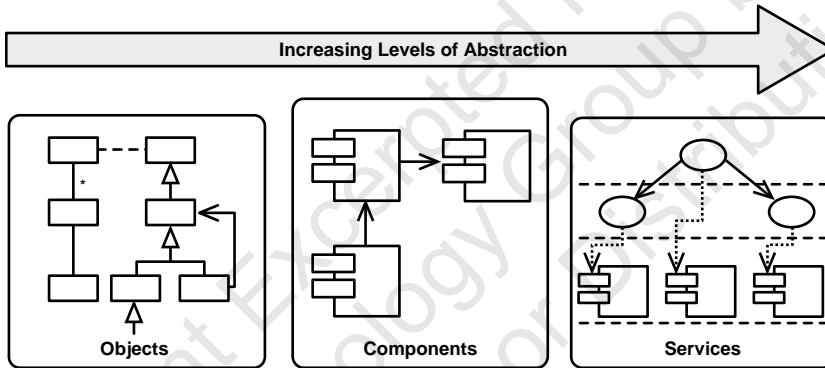 Increasing Levels of Abstraction
*
Objects
Components
Services